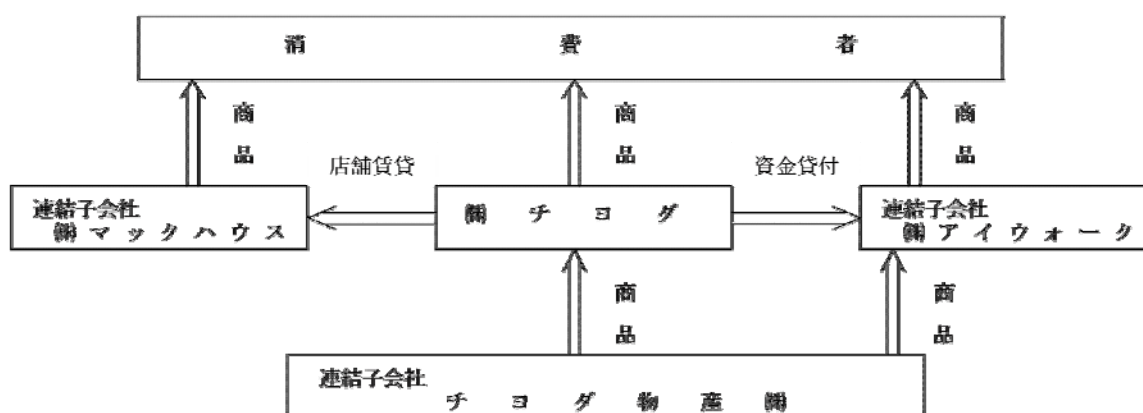 消費者
商品
商品
商品
店舗賃貸
資金貸付
連結子会社
㈱マックハウス
㈱チヨダ
連結子会社
㈱アイウォーク
商品
商品
連結子会社
チヨダ物産㈱